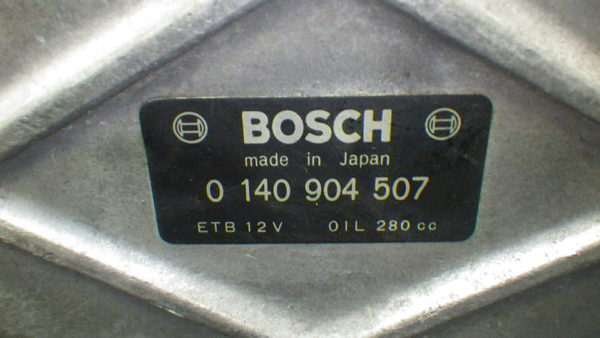 BOSCH
made in Japan
0 140 904 507
ETB 12V OIL 280 cc